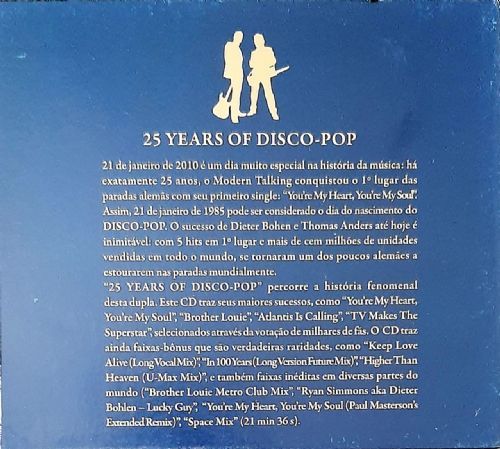 25 YEARS OF DISCO-POP
21 de janeiro de 2010 é um dia muito especial na história da música: há
exatamente 25 anos, o Modern Talking conquistou o 1º lugar das
paradas alemãs com seu primeiro single: “You're My Heart, You're My Soul”.
Assim, 21 de janeiro de 1985 pode ser considerado o dia do nascimento do
DISCO-POP. O sucesso de Dieter Bohen e Thomas Anders até hoje é
inimitável: com 5 hits em 1º lugar e mais de cem milhões de unidades
vendidas em todo o mundo, se tornaram um dos poucos alemães a
estourarem nas paradas mundialmente.
“25 YEARS OF DISCO-POP” percorre a história fenomenal
desta dupla. Este CD traz seus maiores sucessos, como “You're My Heart,
You're My Soul”, “Brother Louie”, “Atlantis Is Calling”, “TV Makes The
Superstar”, selecionados através da votação de milhares de fãs. O CD traz
ainda faixas-bônus que são verdadeiras raridades, como “Keep Love
Alive (Long Vocal Mix)”, “In 100 Years (Long Version Future Mix)”, “Higher Than
Heaven (U-Max Mix)”, e também faixas inéditas em diversas partes do
mundo (“Brother Louie Metro Club Mix”, “Ryan Simmons aka Dieter
Bohlen – Lucky Guy”, “You're My Heart, You're My Soul (Paul Masterson's
Extended Remix)”, “Space Mix” (21 min 36 s).